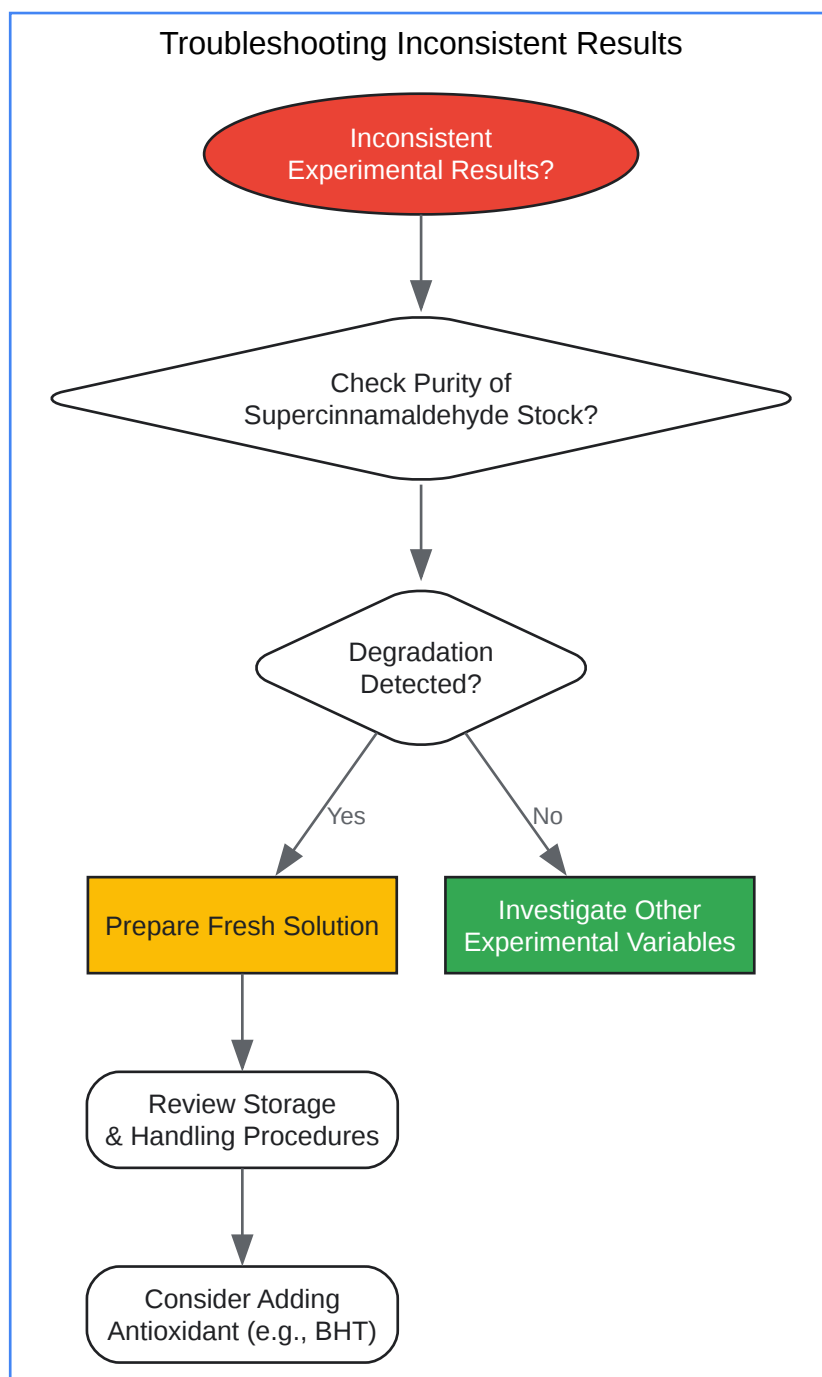 Troubleshooting Inconsistent Results
Inconsistent
Experimental Results?
Check Purity of
Supercinnamaldehyde Stock?
Degradation
Detected?
Yes
No
Prepare Fresh Solution
Investigate Other
Experimental Variables
Review Storage
& Handling Procedures
Consider Adding
Antioxidant (e.g., BHT)